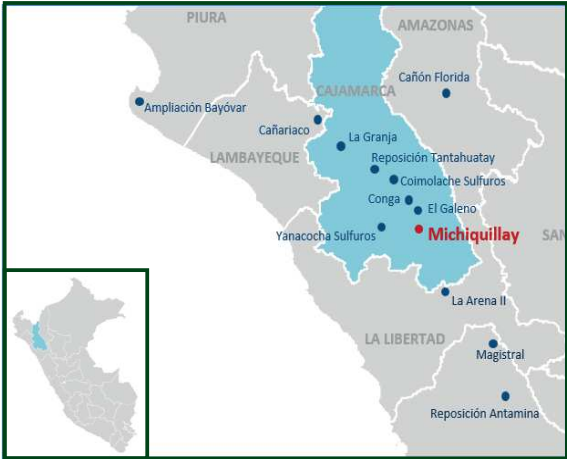 PIURA
AMAZONAS
Cañón Florida
CAJAMARCA
Ampliación Bayóvar
Cañariaco
La Granja
LAMBAYEQUE
Reposición Tantahuatay
Coimolache Sulfuros
Conga
El Galeno
Yanacocha Sulfuros
Michiquillay
SAN
La Arena II
LA LIBERTAD
Magistral
Reposición Antamina